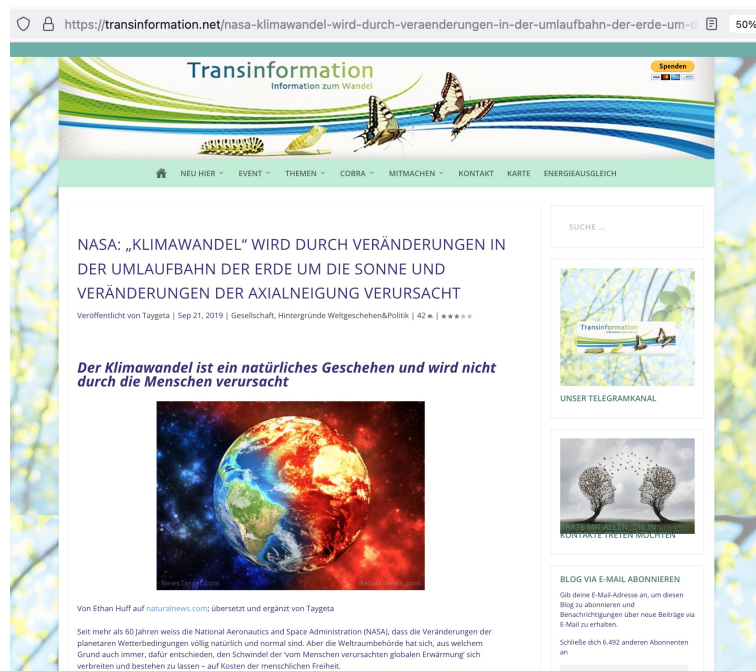 https://transinformation.net/nasa-klimawandel-wird-durch-veraenderungen-in-der-umlaufbahn-der-erde-um-d
50%
Transinformation
Information zum Wandel
Spenden
NEU HIER
EVENT
THEMEN
COBRA
MITMACHEN
KONTAKT
KARTE
ENERGIEAUSGLEICH
NASA: „KLIMAWANDEL“ WIRD DURCH VERÄNDERUNGEN IN
DER UMLAUFBAHN DER ERDE UM DIE SONNE UND
VERÄNDERUNGEN DER AXIALNEIGUNG VERURSACHT
Veröffentlicht von Taygeta | Sep 21, 2019 | Gesellschaft, Hintergründe Weltgeschehen&Politik | 42 | ★★★★★
Der Klimawandel ist ein natürliches Geschehen und wird nicht
durch die Menschen verursacht
NewsTarget.com
NaturalNews.com
Von Ethan Huff auf naturalnews.com; übersetzt und ergänzt von Taygeta
Seit mehr als 60 Jahren weiss die National Aeronautics and Space Administration (NASA), dass die Veränderungen der
planetaren Wetterbedingungen völlig natürlich und normal sind. Aber die Weltraumbehörde hat sich, aus welchem
Grund auch immer, dafür entschieden, den Schwindel der 'vom Menschen verursachten globalen Erwärmung' sich
verbreiten und bestehen zu lassen – auf Kosten der menschlichen Freiheit.
SUCHE ...
Transinformation
UNSER TELEGRAMKANAL
KARTE MIT ALLEN, DIE IN
KONTAKTE TRETEN MÖCHTEN
BLOG VIA E-MAIL ABONNIEREN
Gib deine E-Mail-Adresse an, um diesen
Blog zu abonnieren und
Benachrichtigungen über neue Beiträge via
E-Mail zu erhalten.
Schließe dich 6.492 anderen Abonnenten
an